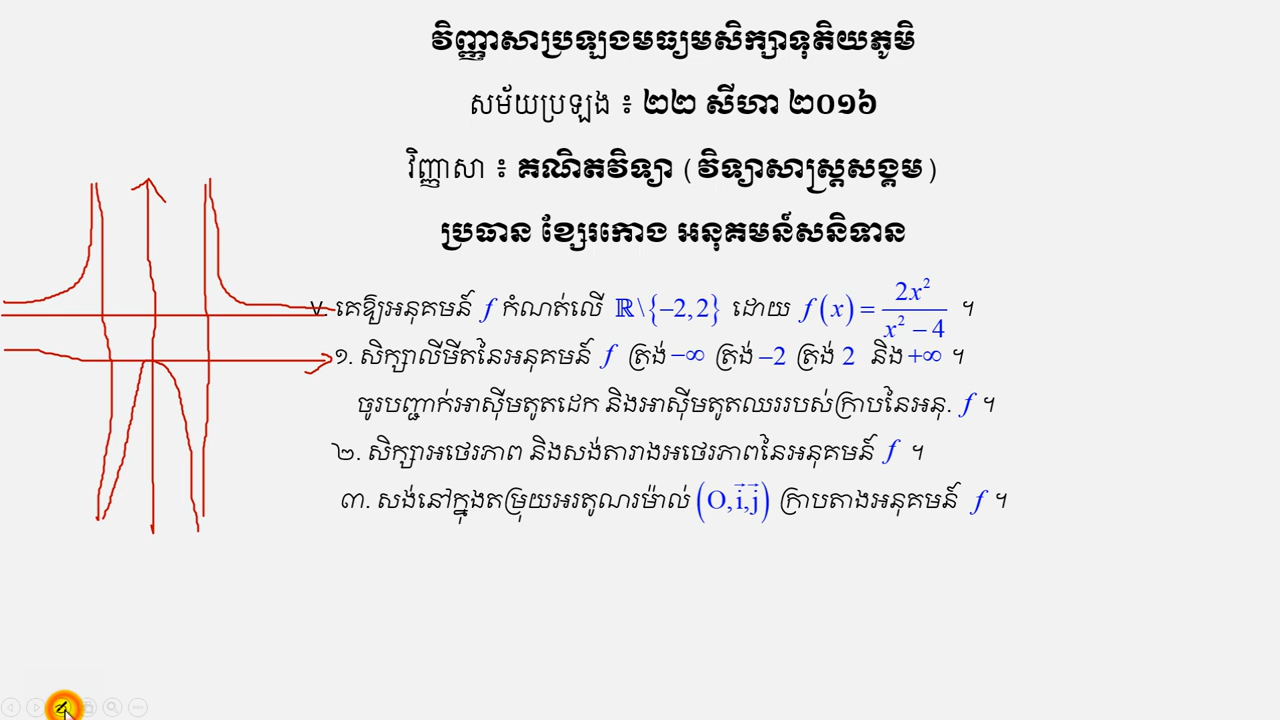 វិញ្ញាសាប្រឡងមធ្យមសិក្សាទុតិយភូមិ
សម័យប្រឡង ៖ ២២ សីហា ២០១៦
វិញ្ញាសា ៖ គណិតវិទ្យា (វិទ្យាសាស្ត្រសង្គម)
ប្រធាន ខ្សែរកោង អនុគមន៍សនិទាន
v. គេឱ្យអនុគមន៍ f កំណត់លើ ℝ\{−2,2} ដោយ f(x) = 2x²/(x² − 4) ។
១. សិក្សាលីមីតនៃអនុគមន៍ f ត្រង់ −∞ ត្រង់ −2 ត្រង់ 2 និង +∞ ។
ចូរបញ្ជាក់អាស៊ីមតូតដេក និងអាស៊ីមតូតឈររបស់ក្រាបនៃអនុ. f ។
២. សិក្សាអថេរភាព និងសង់តារាងអថេរភាពនៃអនុគមន៍ f ។
៣. សង់នៅក្នុងតម្រុយអរតូណរម៉ាល់ (O, i⃗, j⃗) ក្រាបតាងអនុគមន៍ f ។